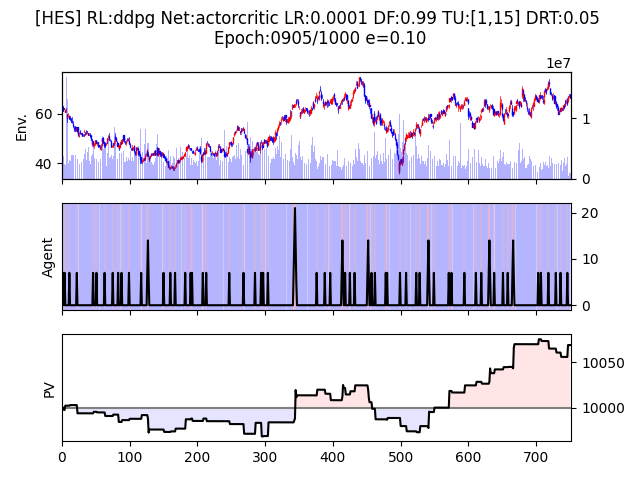 [HES] RL:ddpg Net:actorcritic LR:0.0001 DF:0.99 TU:[1,15] DRT:0.05
Epoch:0905/1000 e=0.10
1e7
Env.
60
40
1
0
Agent
20
10
0
PV
10050
10000
0 100 200 300 400 500 600 700